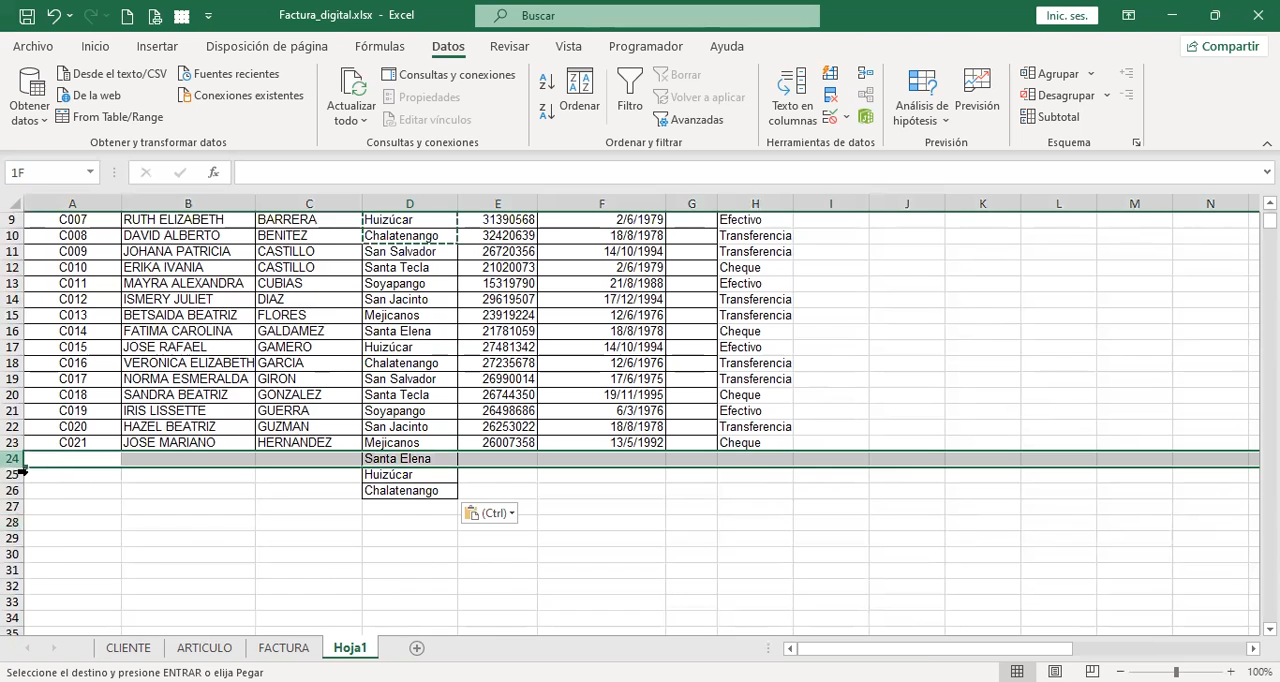 Factura_digital.xlsx - Excel
Buscar
Inic. ses.
Archivo Inicio Insertar Disposición de página Fórmulas Datos Revisar Vista Programador Ayuda
Compartir
Obtener datos
Desde el texto/CSV
De la web
From Table/Range
Fuentes recientes
Conexiones existentes
Obtener y transformar datos
Actualizar todo
Consultas y conexiones
Propiedades
Editar vínculos
Consultas y conexiones
Ordenar
Filtro
Borrar
Volver a aplicar
Avanzadas
Ordenar y filtrar
Texto en columnas
Herramientas de datos
Análisis de hipótesis
Previsión
Previsión
Agrupar
Desagrupar
Subtotal
Esquema
1F
fx
A B C D E F G H I J K L M N
9 C007 RUTH ELIZABETH BARRERA Huizúcar 31390568 2/6/1979 Efectivo
10 C008 DAVID ALBERTO BENITEZ Chalatenango 32420639 18/8/1978 Transferencia
11 C009 JOHANA PATRICIA CASTILLO San Salvador 26720356 14/10/1994 Transferencia
12 C010 ERIKA IVANIA CASTILLO Santa Tecla 21020073 2/6/1979 Cheque
13 C011 MAYRA ALEXANDRA CUBIAS Soyapango 15319790 21/8/1988 Efectivo
14 C012 ISMERY JULIET DIAZ San Jacinto 29619507 17/12/1994 Transferencia
15 C013 BETSAIDA BEATRIZ FLORES Mejicanos 23919224 12/6/1976 Transferencia
16 C014 FATIMA CAROLINA GALDAMEZ Santa Elena 21781059 18/8/1978 Cheque
17 C015 JOSE RAFAEL GAMERO Huizúcar 27481342 14/10/1994 Efectivo
18 C016 VERONICA ELIZABETH GARCIA Chalatenango 27235678 12/6/1976 Transferencia
19 C017 NORMA ESMERALDA GIRON San Salvador 26990014 17/6/1975 Transferencia
20 C018 SANDRA BEATRIZ GONZALEZ Santa Tecla 26744350 19/11/1995 Cheque
21 C019 IRIS LISSETTE GUERRA Soyapango 26498686 6/3/1976 Efectivo
22 C020 HAZEL BEATRIZ GUZMAN San Jacinto 26253022 18/8/1978 Transferencia
23 C021 JOSE MARIANO HERNANDEZ Mejicanos 26007358 13/5/1992 Cheque
24 Santa Elena
25 Huizúcar
26 Chalatenango
27 (Ctrl)
28
29
30
31
32
33
34
35
CLIENTE ARTICULO FACTURA Hoja1
Seleccione el destino y presione ENTRAR o elija Pegar
100%